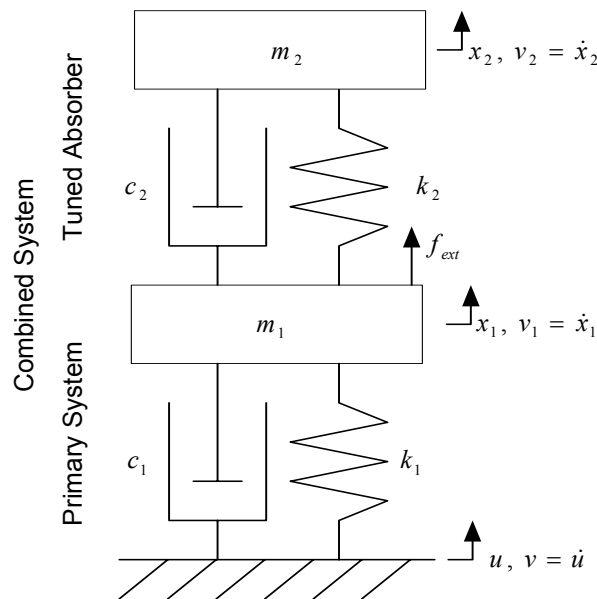 m₂
x₂, v₂ = ẋ₂
Tuned Absorber
c₂
k₂
f_ext
Combined System
m₁
x₁, v₁ = ẋ₁
Primary System
c₁
k₁
u, v = u̇